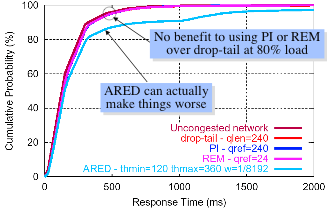 100
80
60
40
20
0
Cumulative Probability (%)
No benefit to using PI or REM
over drop-tail at 80% load
ARED can actually
make things worse
Uncongested network
drop-tail - qlen=240
PI - qref=240
REM - qref=24
ARED - thmin=120 thmax=360 w=1/8192
0
500
1000
1500
2000
Response Time (ms)